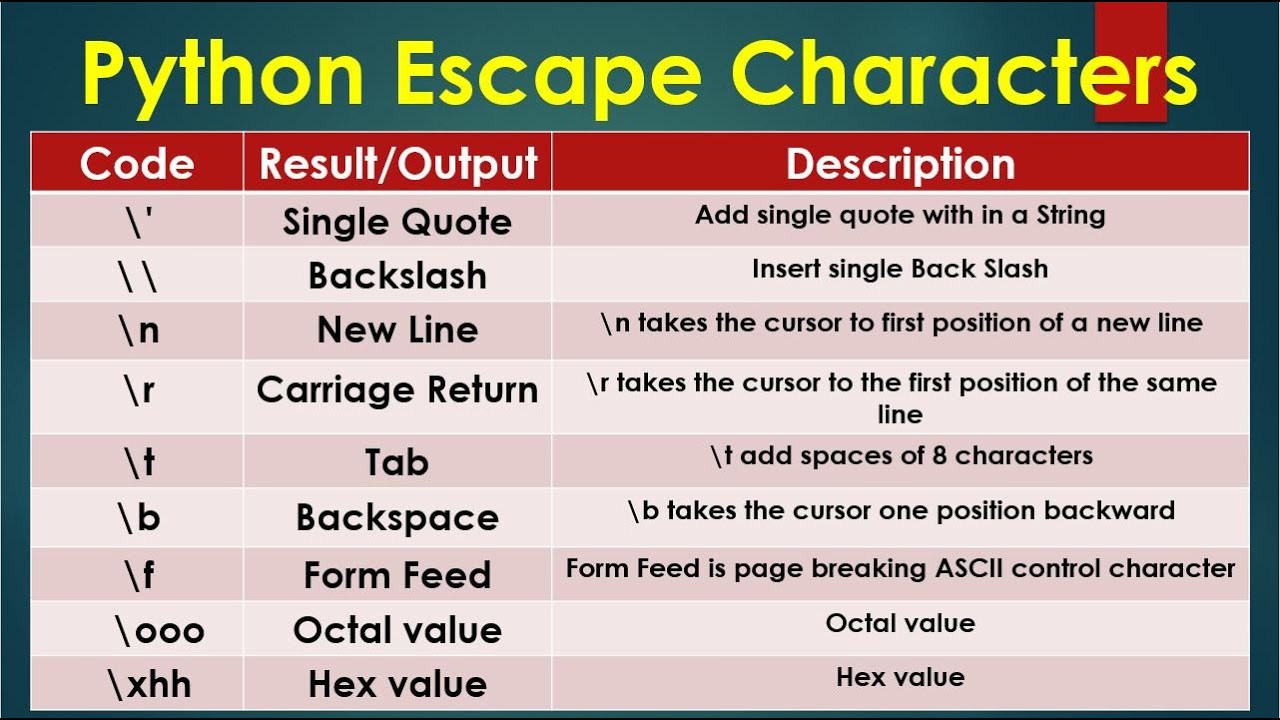 Python Escape Characters
Code Result/Output Description
\' Single Quote Add single quote with in a String
\\ Backslash Insert single Back Slash
\n New Line \n takes the cursor to first position of a new line
\r Carriage Return \r takes the cursor to the first position of the same
line
\t Tab \t add spaces of 8 characters
\b Backspace \b takes the cursor one position backward
\f Form Feed Form Feed is page breaking ASCII control character
\ooo Octal value Octal value
\xhh Hex value Hex value